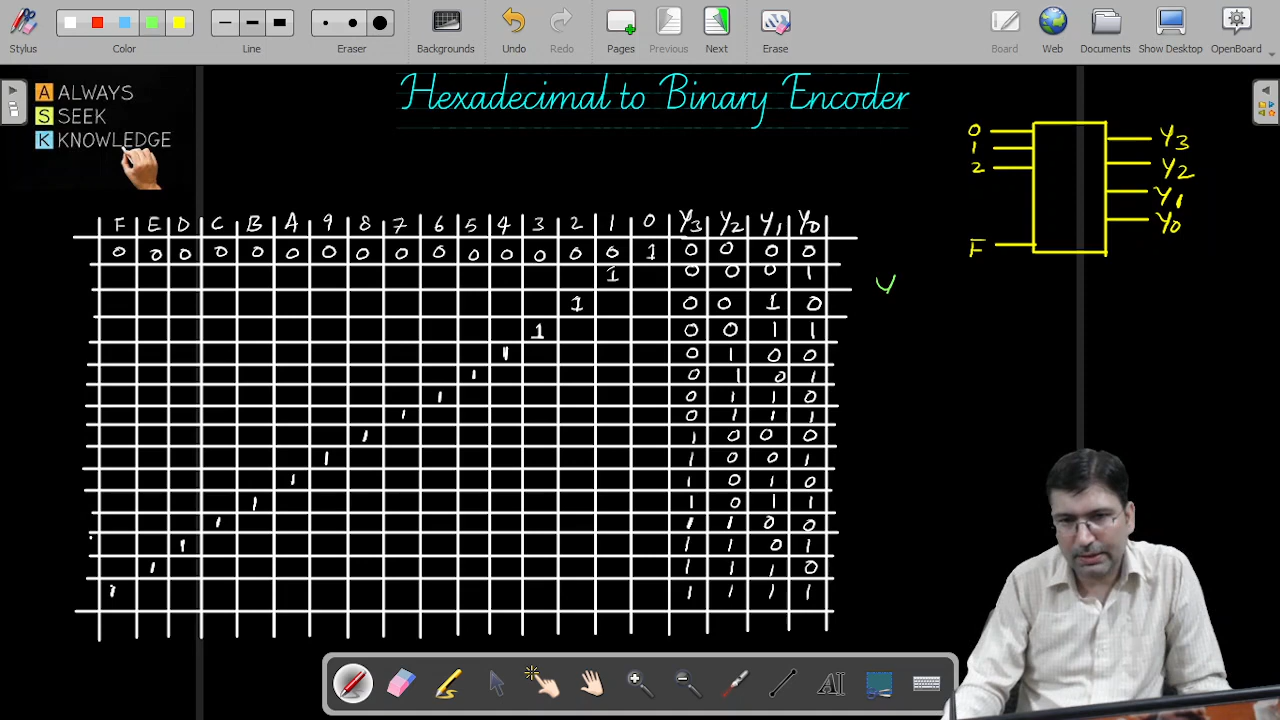 Stylus Color Line Eraser Backgrounds Undo Redo Pages Previous Next Erase Board Web Documents Show Desktop OpenBoard
A ALWAYS
S SEEK
K KNOWLEDGE
Hexadecimal to Binary Encoder
0 Y3
1 Y2
2 Y1
F Y0
F E D C B A 9 8 7 6 5 4 3 2 1 0 Y3 Y2 Y1 Y0
0 0 0 0 0 0 0 0 0 0 0 0 0 0 0 1 0 0 0 0
1 0 0 0 1
1 0 0 1 0
1 0 0 1 1
1 0 1 0 0
1 0 1 0 1
1 0 1 1 0
1 0 1 1 1
1 1 0 0 0
1 1 0 0 1
1 1 0 1 0
1 1 0 1 1
1 1 1 0 0
1 1 1 0 1
1 1 1 1 0
1 1 1 1 1
Y
AI